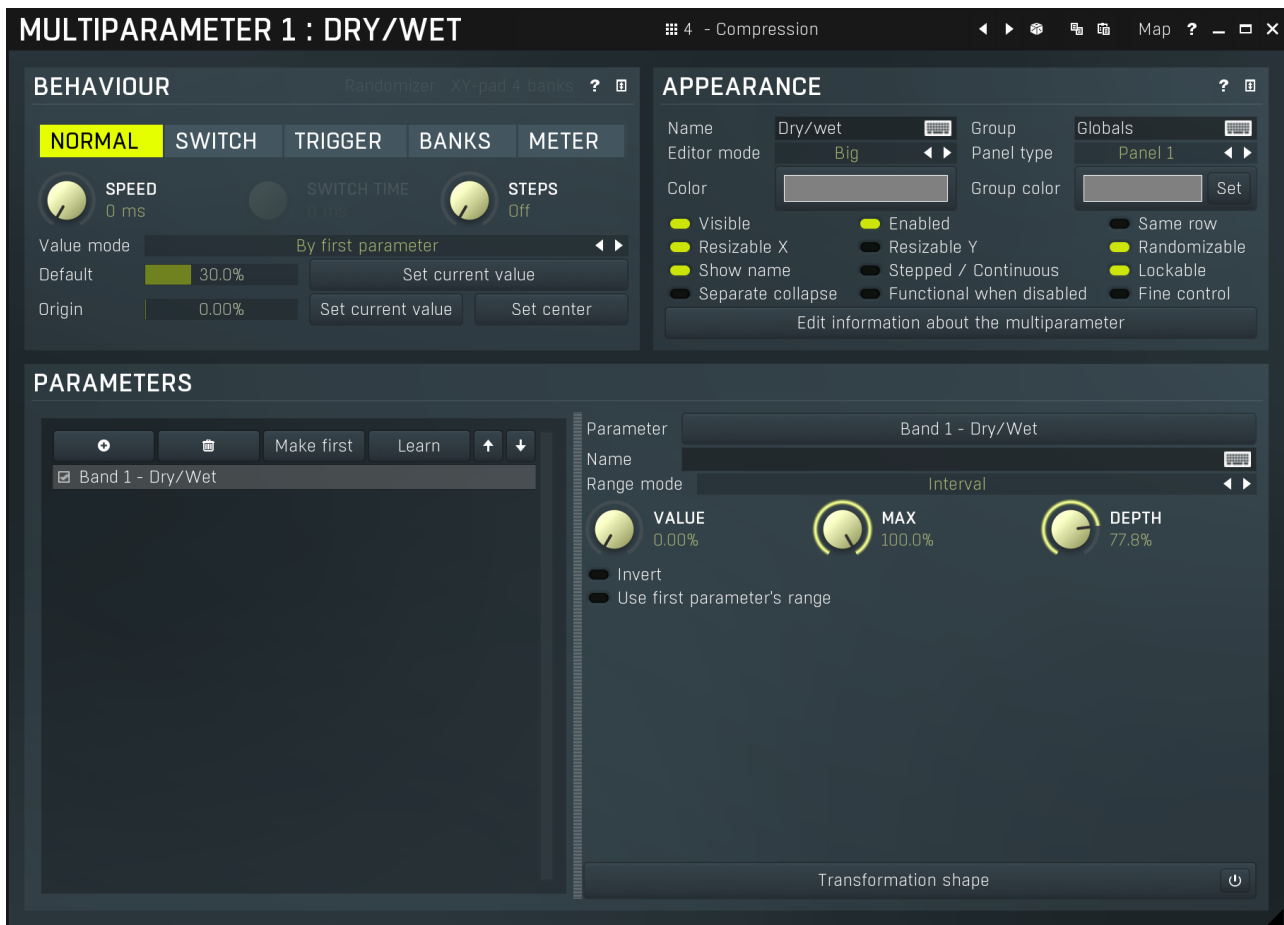 MULTIPARAMETER 1 : DRY/WET 4 - Compression Map ?
BEHAVIOUR Randomizer XY-pad 4 banks ?
NORMAL SWITCH TRIGGER BANKS METER
SPEED SWITCH TIME STEPS
0 ms 0 ms Off
Value mode By first parameter
Default 30.0% Set current value
Origin 0.00% Set current value Set center
APPEARANCE ?
Name Dry/wet Group Globals
Editor mode Big Panel type Panel 1
Color Group color Set
Visible Enabled Same row
Resizable X Resizable Y Randomizable
Show name Stepped / Continuous Lockable
Separate collapse Functional when disabled Fine control
Edit information about the multiparameter
PARAMETERS
Make first Learn
Band 1 - Dry/Wet
Parameter Band 1 - Dry/Wet
Name
Range mode Interval
VALUE MAX DEPTH
0.00% 100.0% 77.8%
Invert
Use first parameter's range
Transformation shape